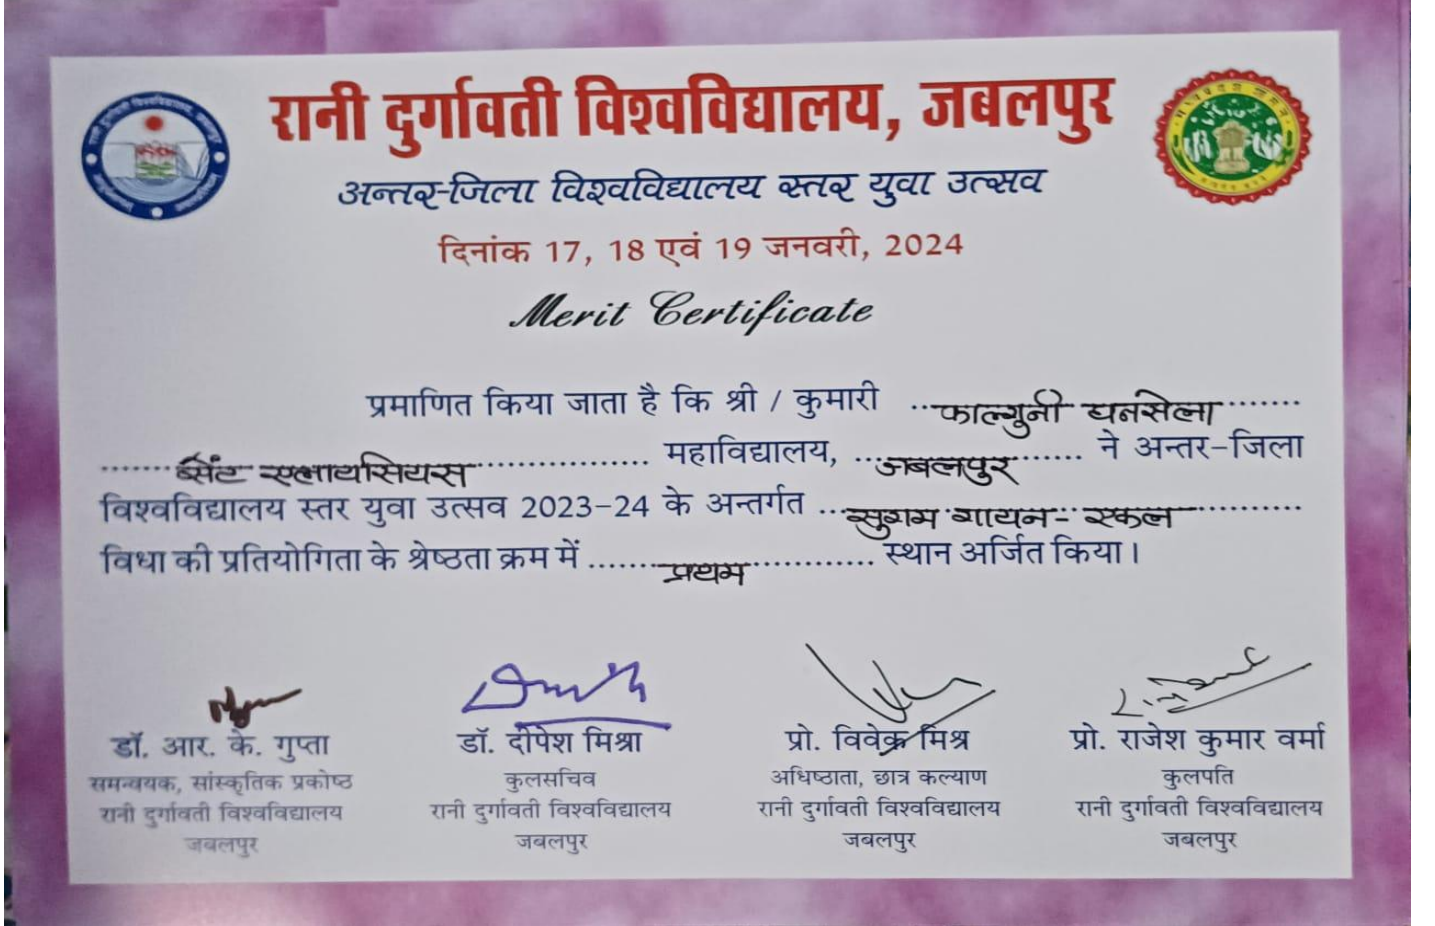 रानी दुर्गावती विश्वविद्यालय, जबलपुर
अन्तर-जिला विश्वविद्यालय स्तर युवा उत्सव
दिनांक 17, 18 एवं 19 जनवरी, 2024
Merit Certificate
प्रमाणित किया जाता है कि श्री / कुमारी ..फाल्गुनी घनसेला.......
.......सेंट एलायसियस............... महाविद्यालय, ..जबलपुर....... ने अन्तर-जिला
विश्वविद्यालय स्तर युवा उत्सव 2023-24 के अन्तर्गत ...सुगम गायन- एकल..........
विधा की प्रतियोगिता के श्रेष्ठता क्रम में ......प्रथम.......... स्थान अर्जित किया।
डॉ. आर. के. गुप्ता डॉ. दीपेश मिश्रा प्रो. विवेक मिश्र प्रो. राजेश कुमार वर्मा
समन्वयक, सांस्कृतिक प्रकोष्ठ कुलसचिव अधिष्ठाता, छात्र कल्याण कुलपति
रानी दुर्गावती विश्वविद्यालय रानी दुर्गावती विश्वविद्यालय रानी दुर्गावती विश्वविद्यालय रानी दुर्गावती विश्वविद्यालय
जबलपुर जबलपुर जबलपुर जबलपुर